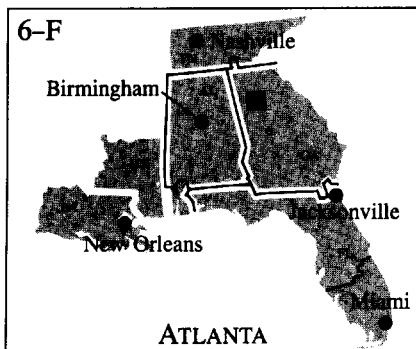 6–F
Nashville
Birmingham
Jacksonville
New Orleans
Miami
ATLANTA